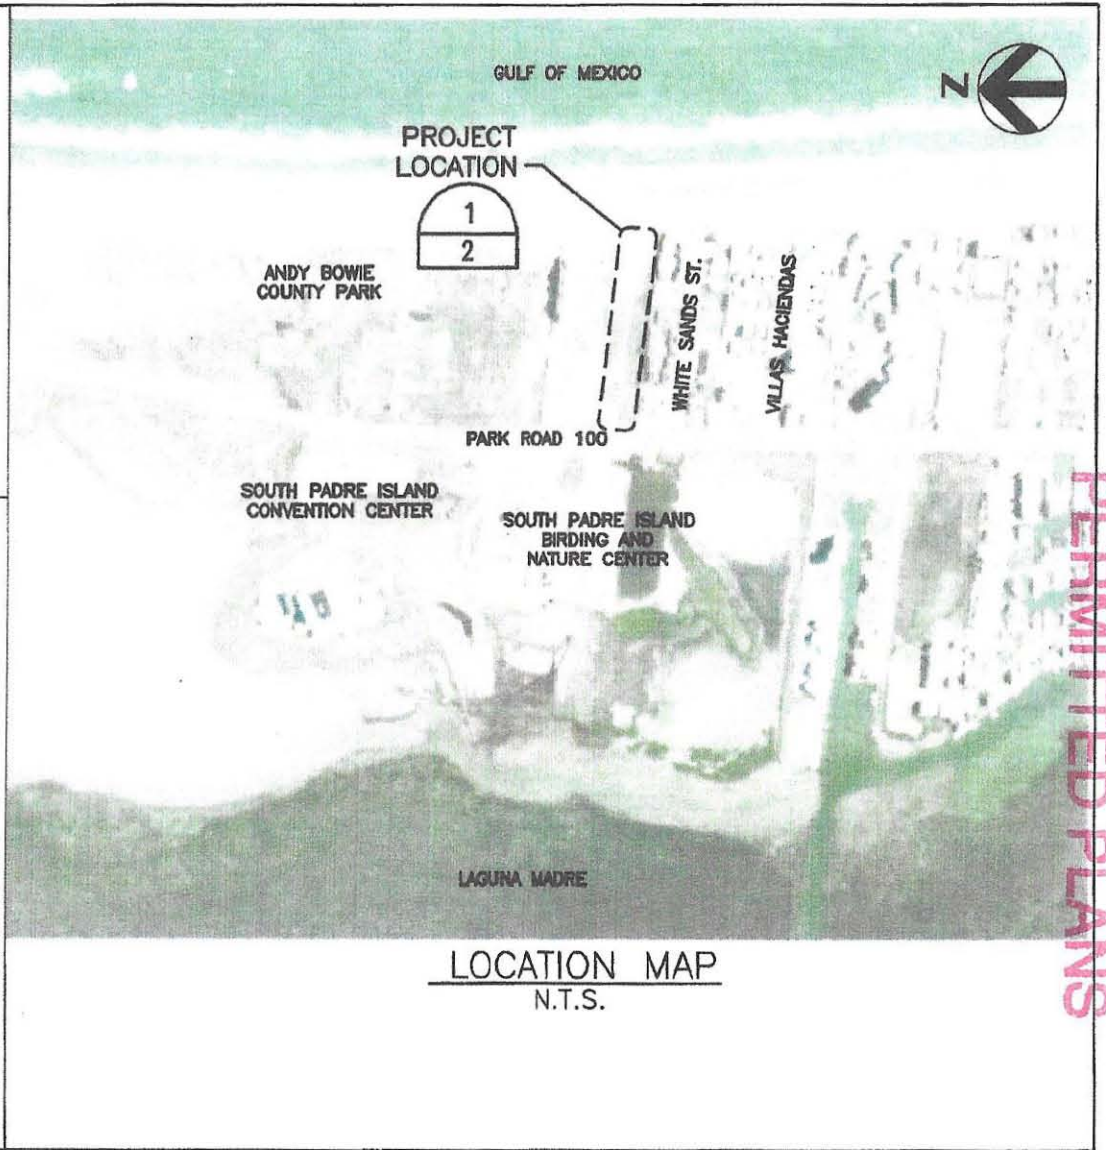 GULF OF MEXICO
N
PROJECT
LOCATION
1
2
ANDY BOWIE
COUNTY PARK
WHITE SANDS ST.
VILLAS HACIENDAS
PARK ROAD 100
SOUTH PADRE ISLAND
CONVENTION CENTER
SOUTH PADRE ISLAND
BIRDING AND
NATURE CENTER
LAGUNA MADRE
PERMITTED PLANS
LOCATION MAP
N.T.S.